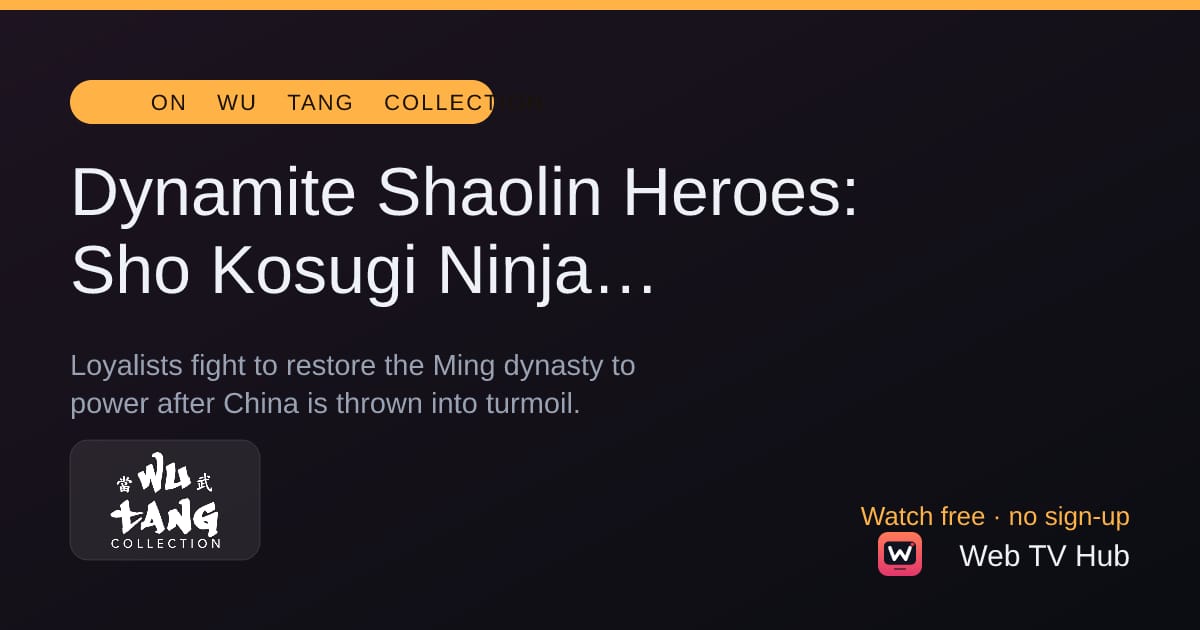 ON WU TANG COLLECTION
Dynamite Shaolin Heroes:
Sho Kosugi Ninja…
Loyalists fight to restore the Ming dynasty to
power after China is thrown into turmoil.
當 WU 武
TANG
COLLECTION
Watch free · no sign-up
W
Web TV Hub